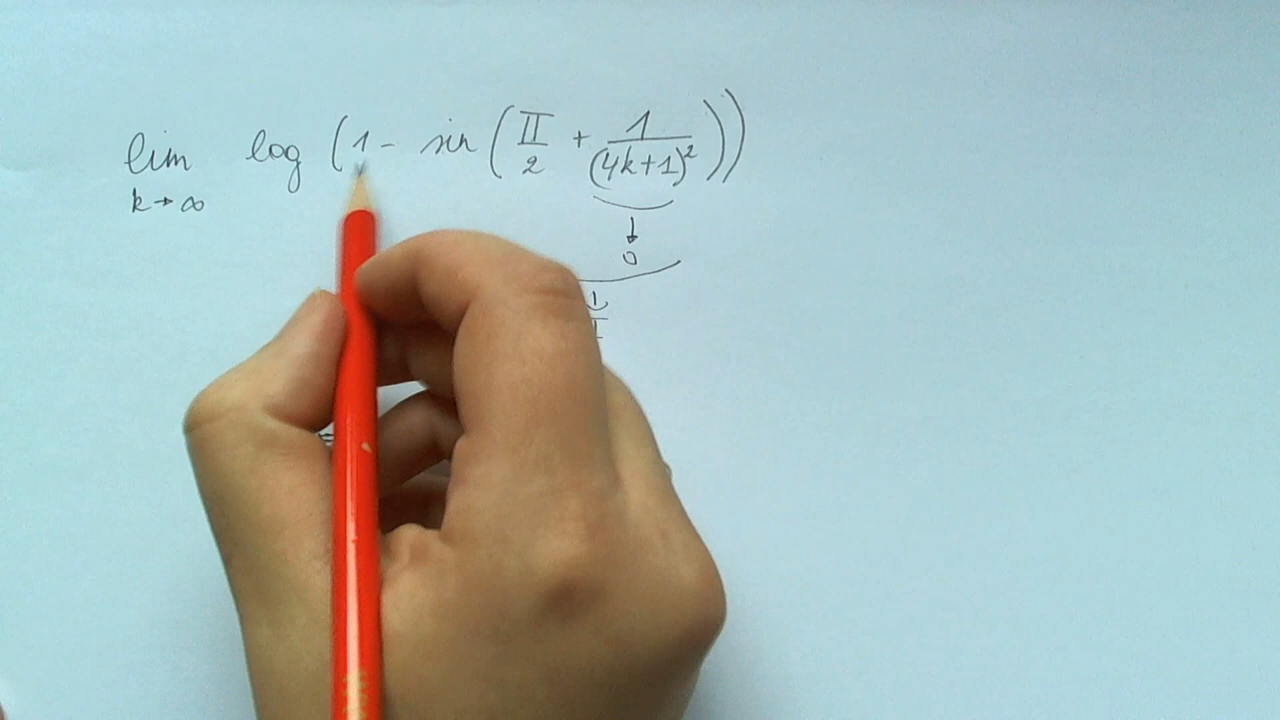 lim log (1 - sin (π/2 + 1/(4k+1)²))
k→∞
↓
0